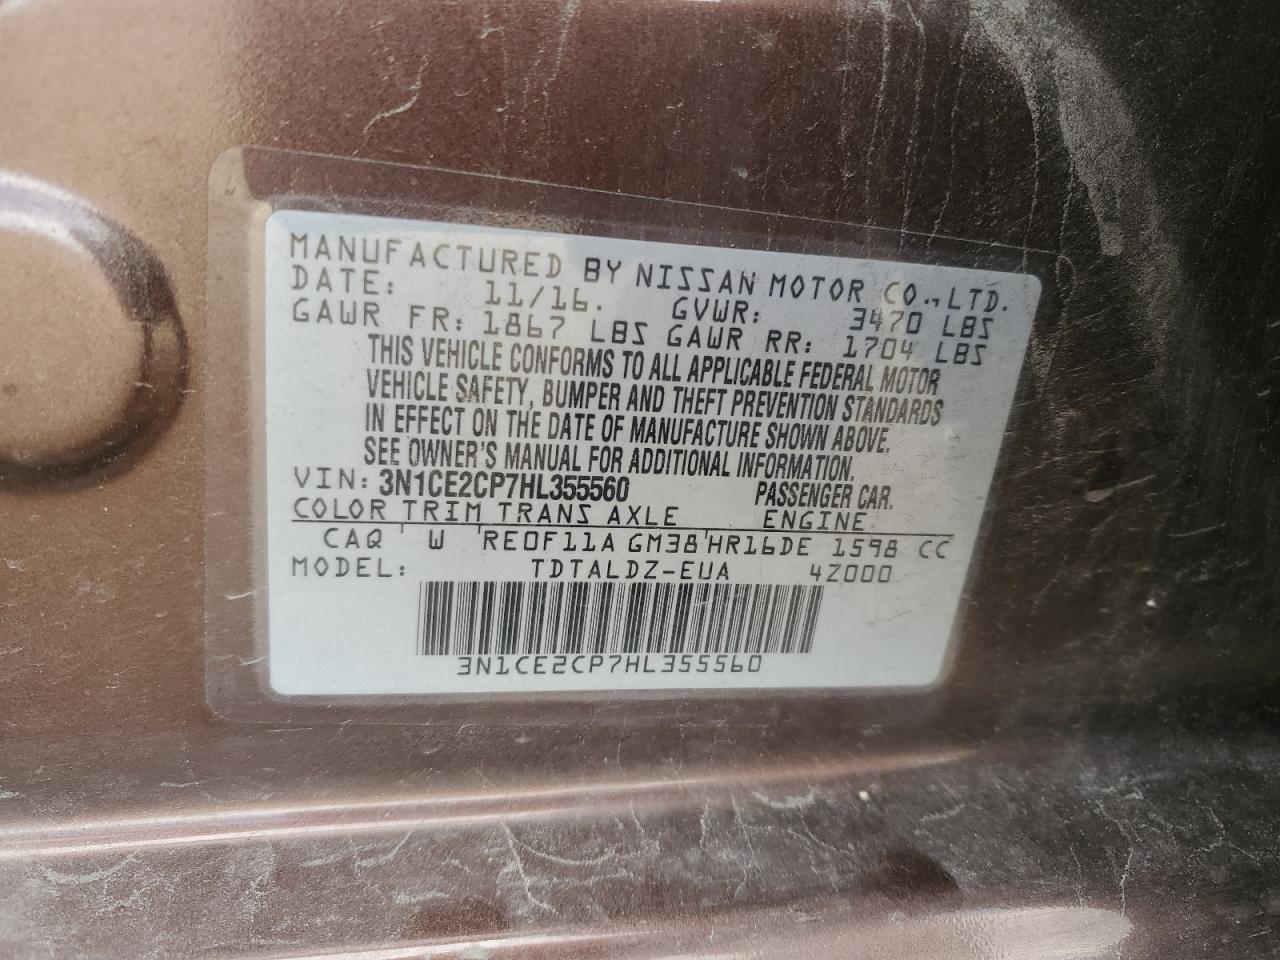 MANUFACTURED BY NISSAN MOTOR CO.,LTD.
DATE: 11/16. GVWR: 3470 LBS
GAWR FR: 1867 LBS GAWR RR: 1704 LBS
THIS VEHICLE CONFORMS TO ALL APPLICABLE FEDERAL MOTOR
VEHICLE SAFETY, BUMPER AND THEFT PREVENTION STANDARDS
IN EFFECT ON THE DATE OF MANUFACTURE SHOWN ABOVE.
SEE OWNER'S MANUAL FOR ADDITIONAL INFORMATION.
VIN: 3N1CE2CP7HL355560 PASSENGER CAR.
COLOR TRIM TRANS AXLE ENGINE
CAQ ' W ' RE0F11A GM38 ' HR16DE 1598 CC
MODEL: TDTALDZ-EUA 4Z000
3N1CE2CP7HL355560